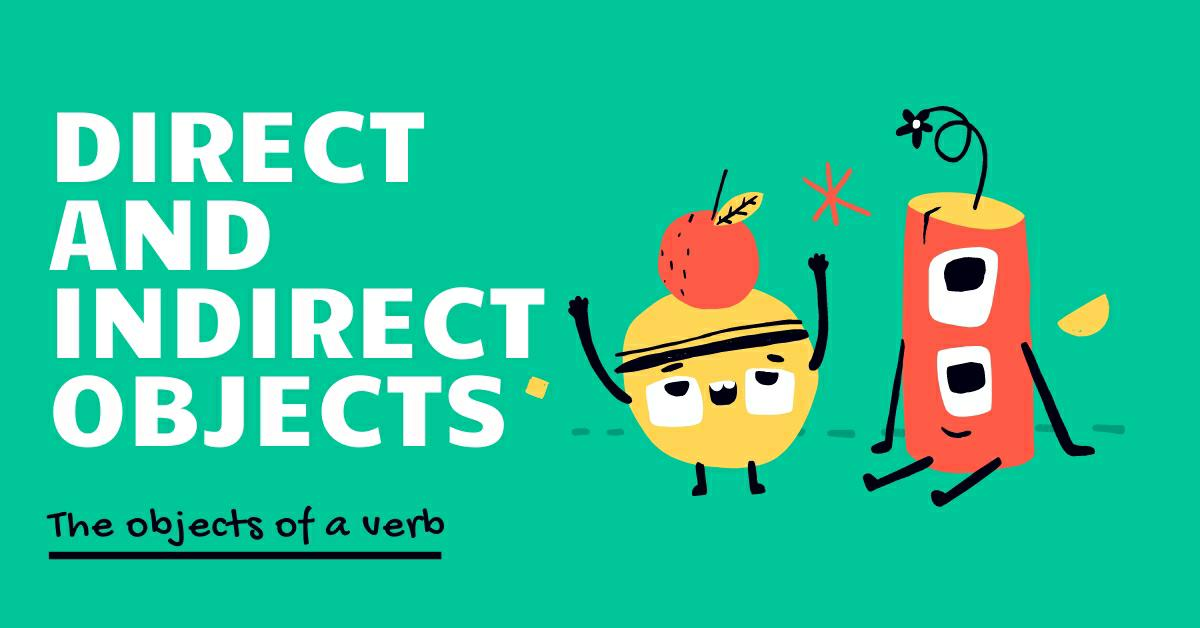 DIRECT
AND
INDIRECT
OBJECTS
The objects of a verb